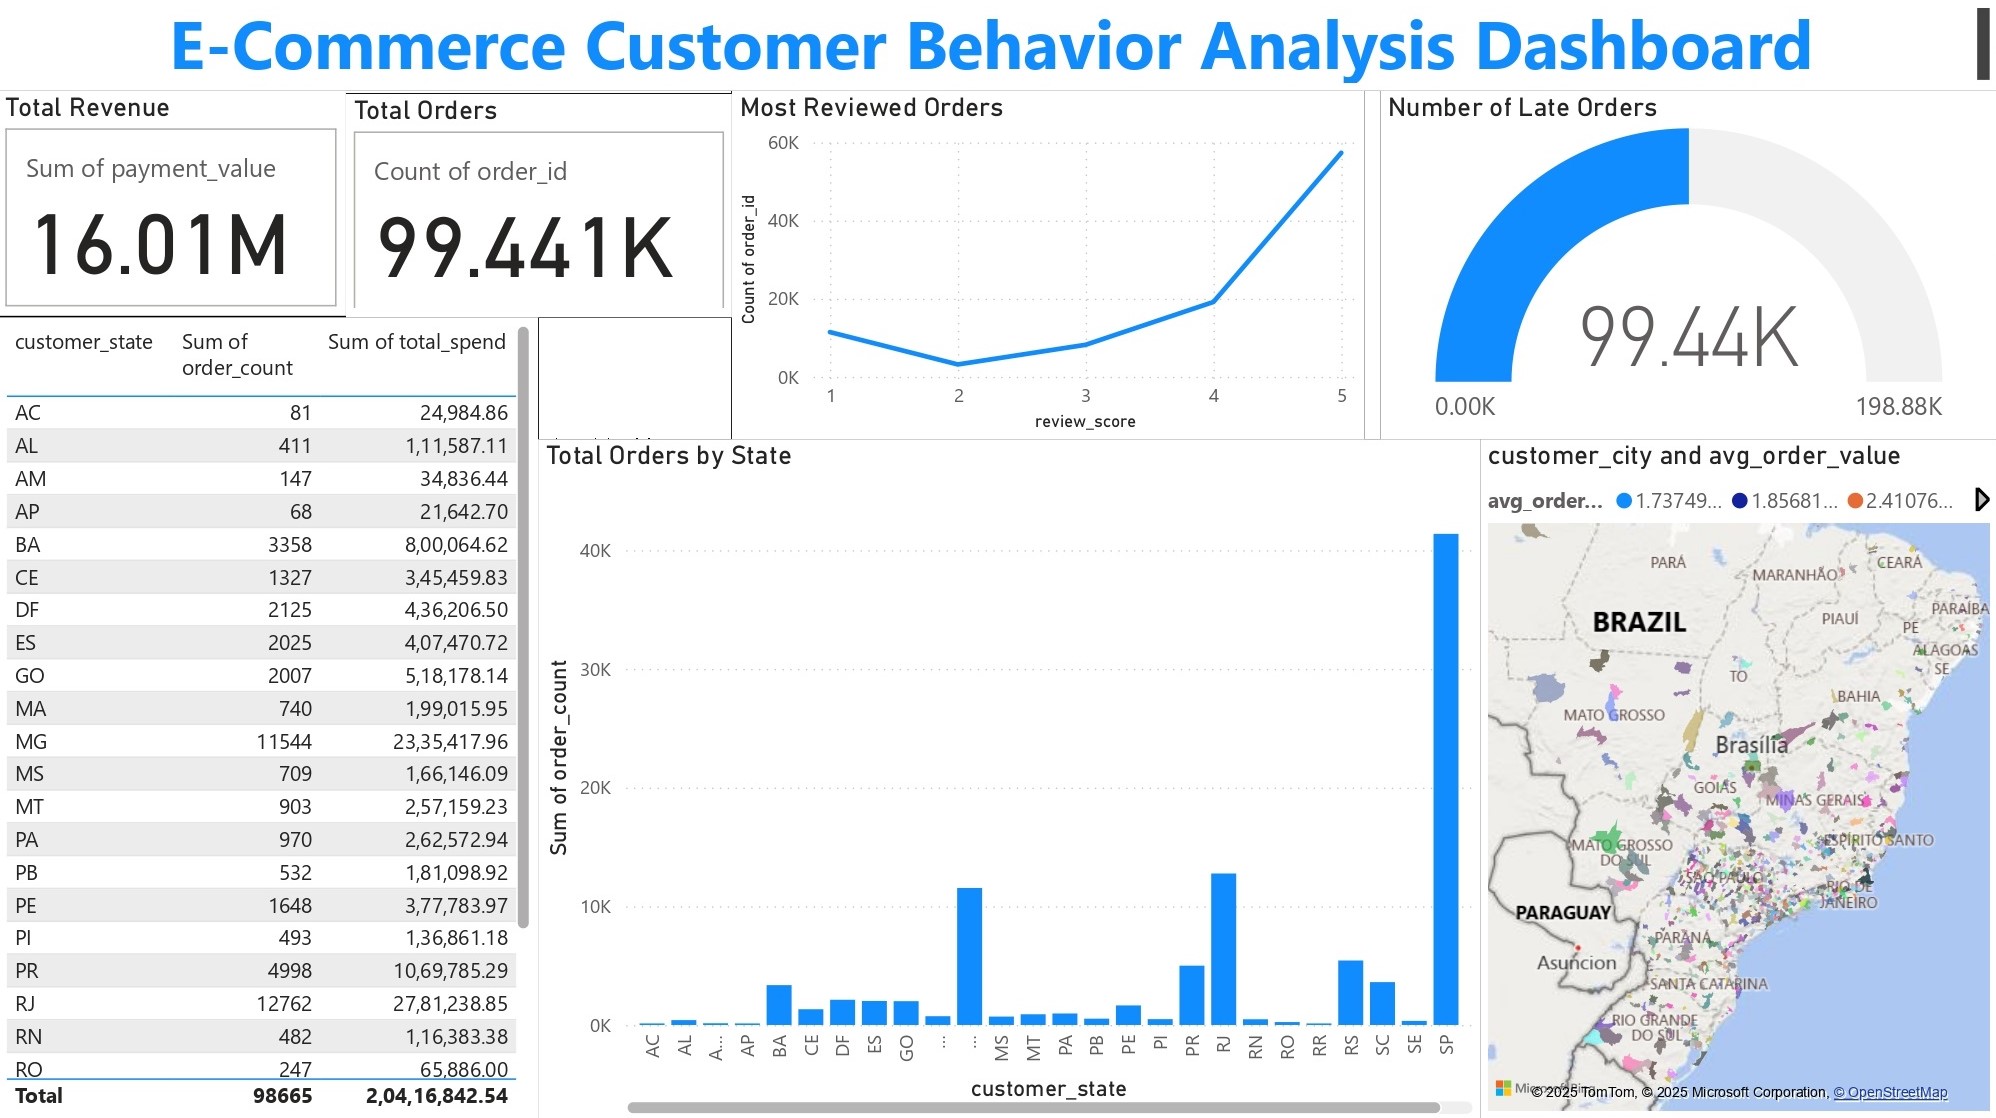 E-Commerce Customer Behavior Analysis Dashboard
Total Revenue
Sum of payment_value
16.01M
Total Orders
Count of order_id
99.441K
Most Reviewed Orders
Count of order_id
60K
40K
20K
0K
1 2 3 4 5
review_score
Number of Late Orders
99.44K
0.00K 198.88K
customer_state Sum of order_count Sum of total_spend
AC 81 24,984.86
AL 411 1,11,587.11
AM 147 34,836.44
AP 68 21,642.70
BA 3358 8,00,064.62
CE 1327 3,45,459.83
DF 2125 4,36,206.50
ES 2025 4,07,470.72
GO 2007 5,18,178.14
MA 740 1,99,015.95
MG 11544 23,35,417.96
MS 709 1,66,146.09
MT 903 2,57,159.23
PA 970 2,62,572.94
PB 532 1,81,098.92
PE 1648 3,77,783.97
PI 493 1,36,861.18
PR 4998 10,69,785.29
RJ 12762 27,81,238.85
RN 482 1,16,383.38
RO 247 65,886.00
Total 98665 2,04,16,842.54
Total Orders by State
Sum of order_count
40K
30K
20K
10K
0K
AC AL A... AP BA CE DF ES GO ... ... MS MT PA PB PE PI PR RJ RN RO RR RS SC SE SP
customer_state
customer_city and avg_order_value
avg_order... 1.73749... 1.85681... 2.41076...
PARÁ
MARANHÃO
CEARÁ
PARAÍBA
BRAZIL
PIAUÍ
PE
ALAGOAS
SE
TO
BAHIA
MATO GROSSO
Brasília
GOIÁS
MINAS GERAIS
MATO GROSSO
DO SUL
ESPÍRITO SANTO
SÃO PAULO
RIO DE
JANEIRO
PARAGUAY
PARANÁ
Asuncion
SANTA CATARINA
RIO GRANDE
DO SUL
© 2025 TomTom, © 2025 Microsoft Corporation, © OpenStreetMap